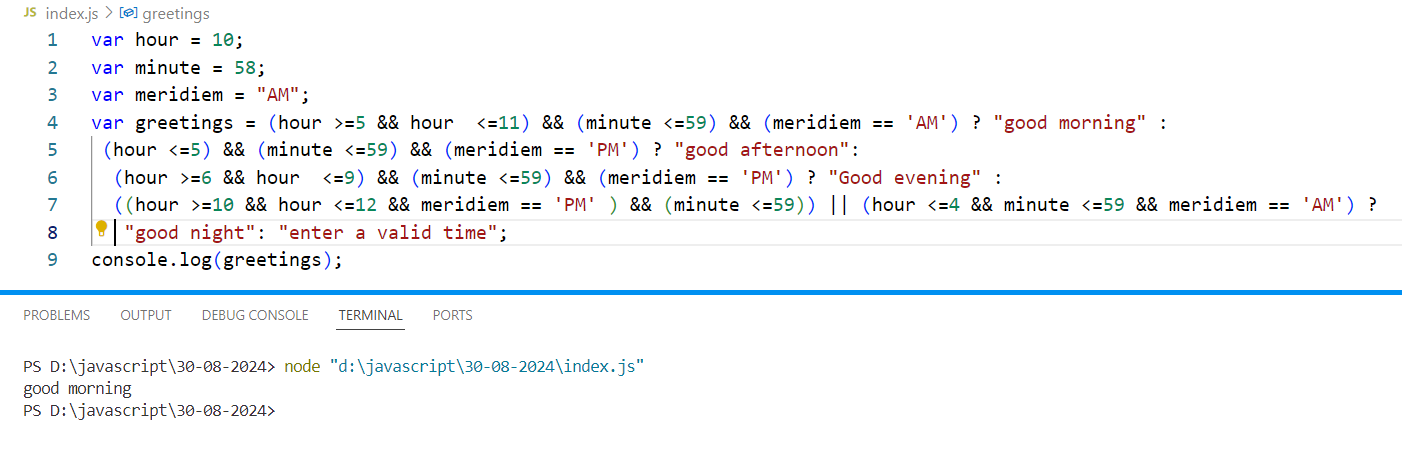 JS index.js > greetings
1 var hour = 10;
2 var minute = 58;
3 var meridiem = "AM";
4 var greetings = (hour >=5 && hour  <=11) && (minute <=59) && (meridiem == 'AM') ? "good morning" :
5  (hour <=5) && (minute <=59) && (meridiem == 'PM') ? "good afternoon":
6   (hour >=6 && hour  <=9) && (minute <=59) && (meridiem == 'PM') ? "Good evening" :
7   ((hour >=10 && hour <=12 && meridiem == 'PM' ) && (minute <=59)) || (hour <=4 && minute <=59 && meridiem == 'AM') ?
8    "good night": "enter a valid time";
9 console.log(greetings);
PROBLEMS OUTPUT DEBUG CONSOLE TERMINAL PORTS
PS D:\javascript\30-08-2024> node "d:\javascript\30-08-2024\index.js"
good morning
PS D:\javascript\30-08-2024>